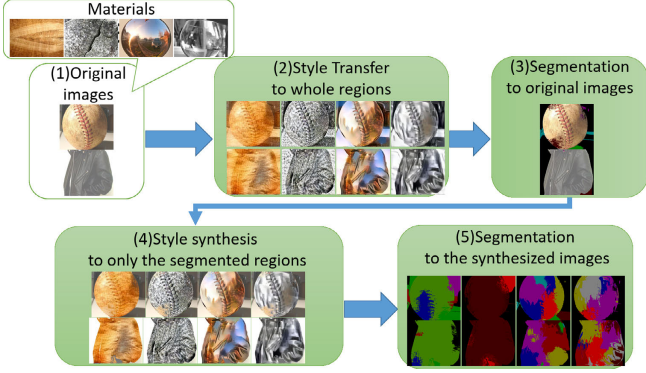 Materials
(1)Original
images
(2)Style Transfer
to whole regions
(3)Segmentation
to original images
(4)Style synthesis
to only the segmented regions
(5)Segmentation
to the synthesized images